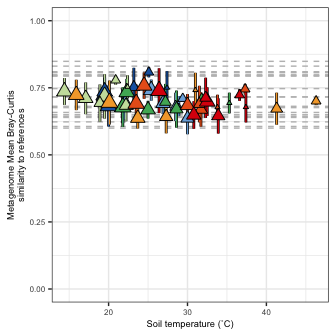 1.00
0.75
0.50
0.25
0.00
Metagenome Mean Bray-Curtis
similarity to references
20
30
40
Soil temperature (˚C)